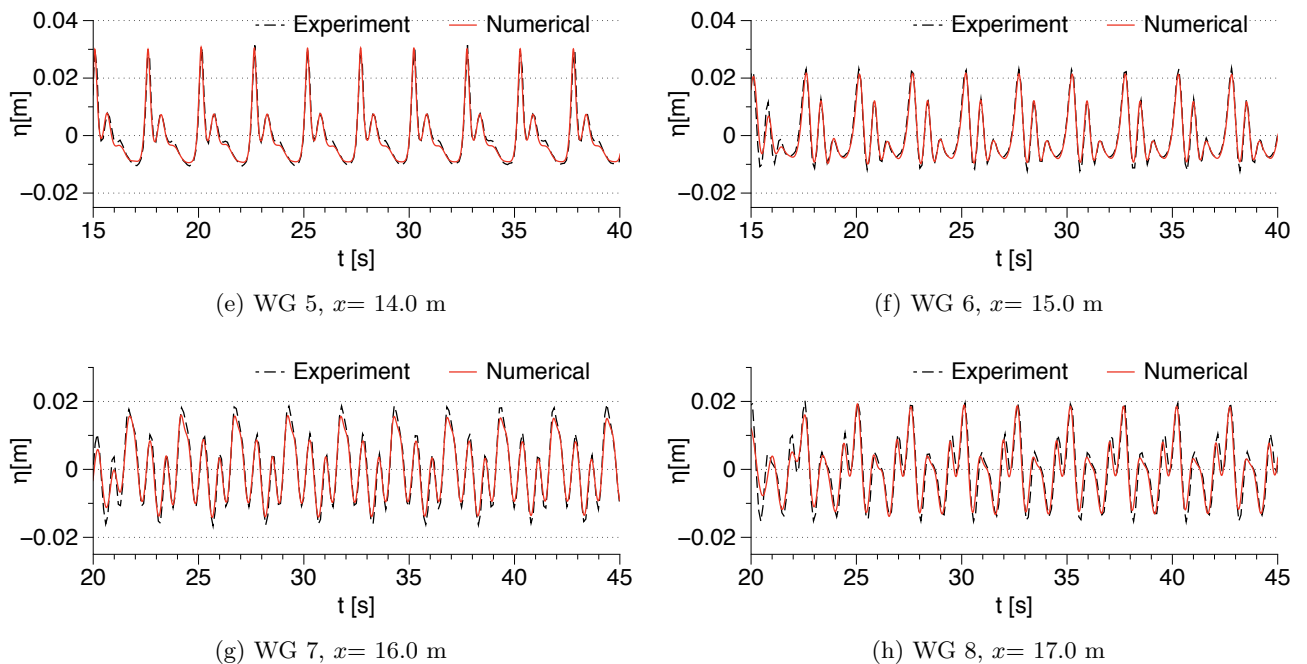 0.04
Experiment
Numerical
0.02
η[m]
0
−0.02
15
20
25
30
35
40
t [s]
(e) WG 5, x= 14.0 m
0.04
Experiment
Numerical
0.02
η[m]
0
−0.02
15
20
25
30
35
40
t [s]
(f) WG 6, x= 15.0 m
Experiment
Numerical
0.02
η[m]
0
−0.02
20
25
30
35
40
45
t [s]
(g) WG 7, x= 16.0 m
Experiment
Numerical
0.02
η[m]
0
−0.02
20
25
30
35
40
45
t [s]
(h) WG 8, x= 17.0 m